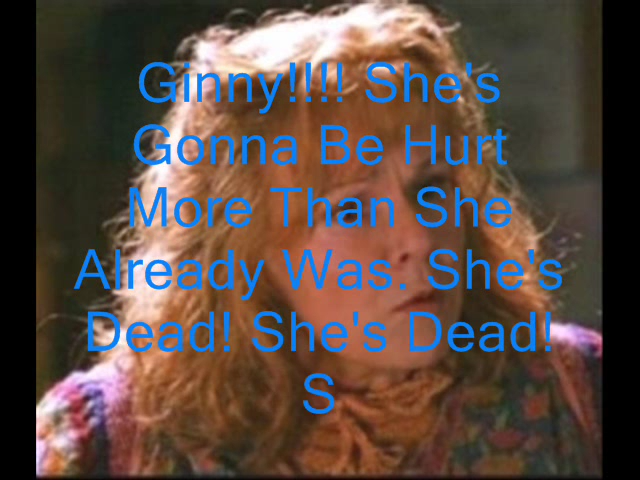 Ginny!!!! She's
Gonna Be Hurt
More Than She
Already Was. She's
Dead! She's Dead!
S